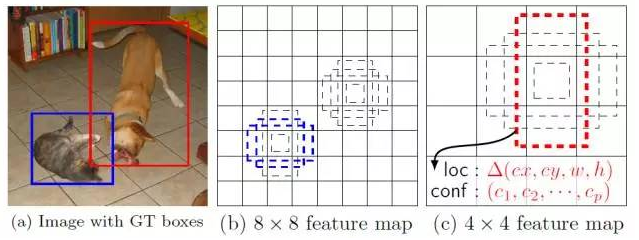 loc : Δ(cx, cy, w, h)
conf : (c₁, c₂, ⋯, cₚ)
(a) Image with GT boxes
(b) 8 × 8 feature map
(c) 4 × 4 feature map